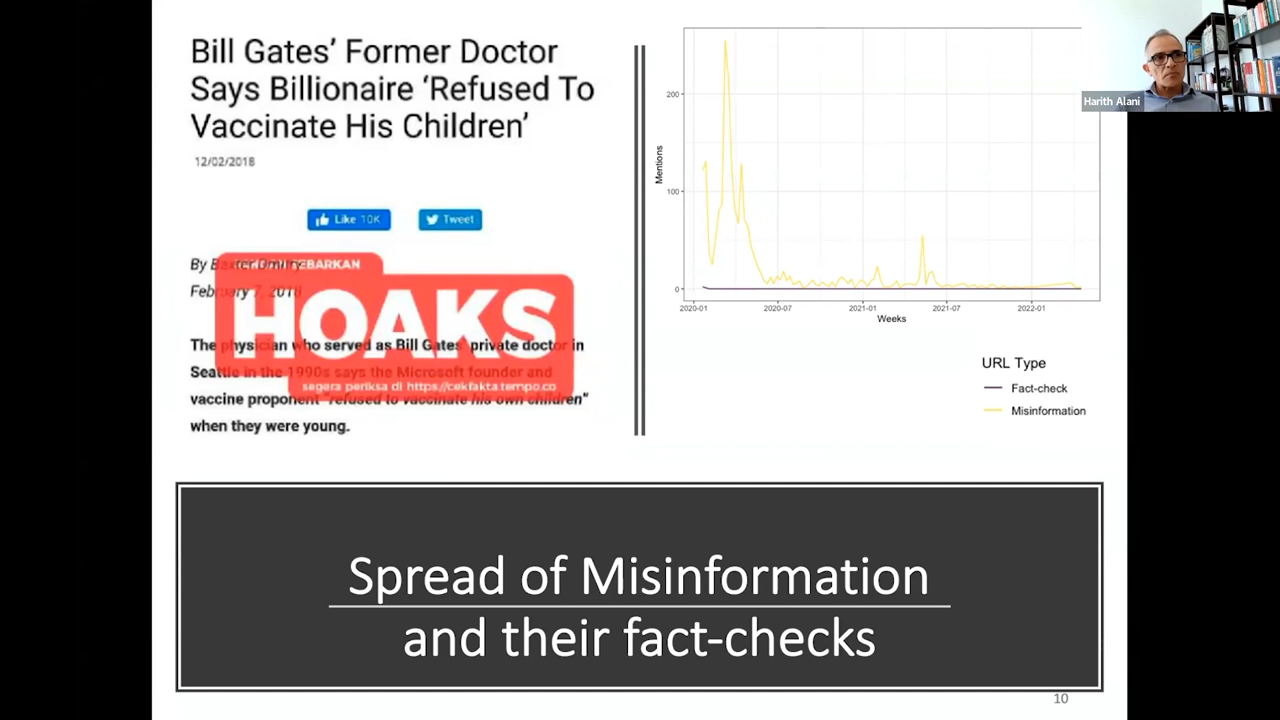 Bill Gates’ Former Doctor
Says Billionaire ‘Refused To
Vaccinate His Children’
12/02/2018
Like 10K
Tweet
By
February 7, 2018
HOAKS
The physician who served as Bill Gates’ private doctor in
Seattle in the 1990s says the Microsoft founder and
segera periksa di https://cekfakta.tempo.co
vaccine proponent “refused to vaccinate his own children”
when they were young.
Mentions
200
100
0
2020-01
2020-07
2021-01
2021-07
2022-01
Weeks
URL Type
Fact-check
Misinformation
Harith Alani
Spread of Misinformation
and their fact-checks
10